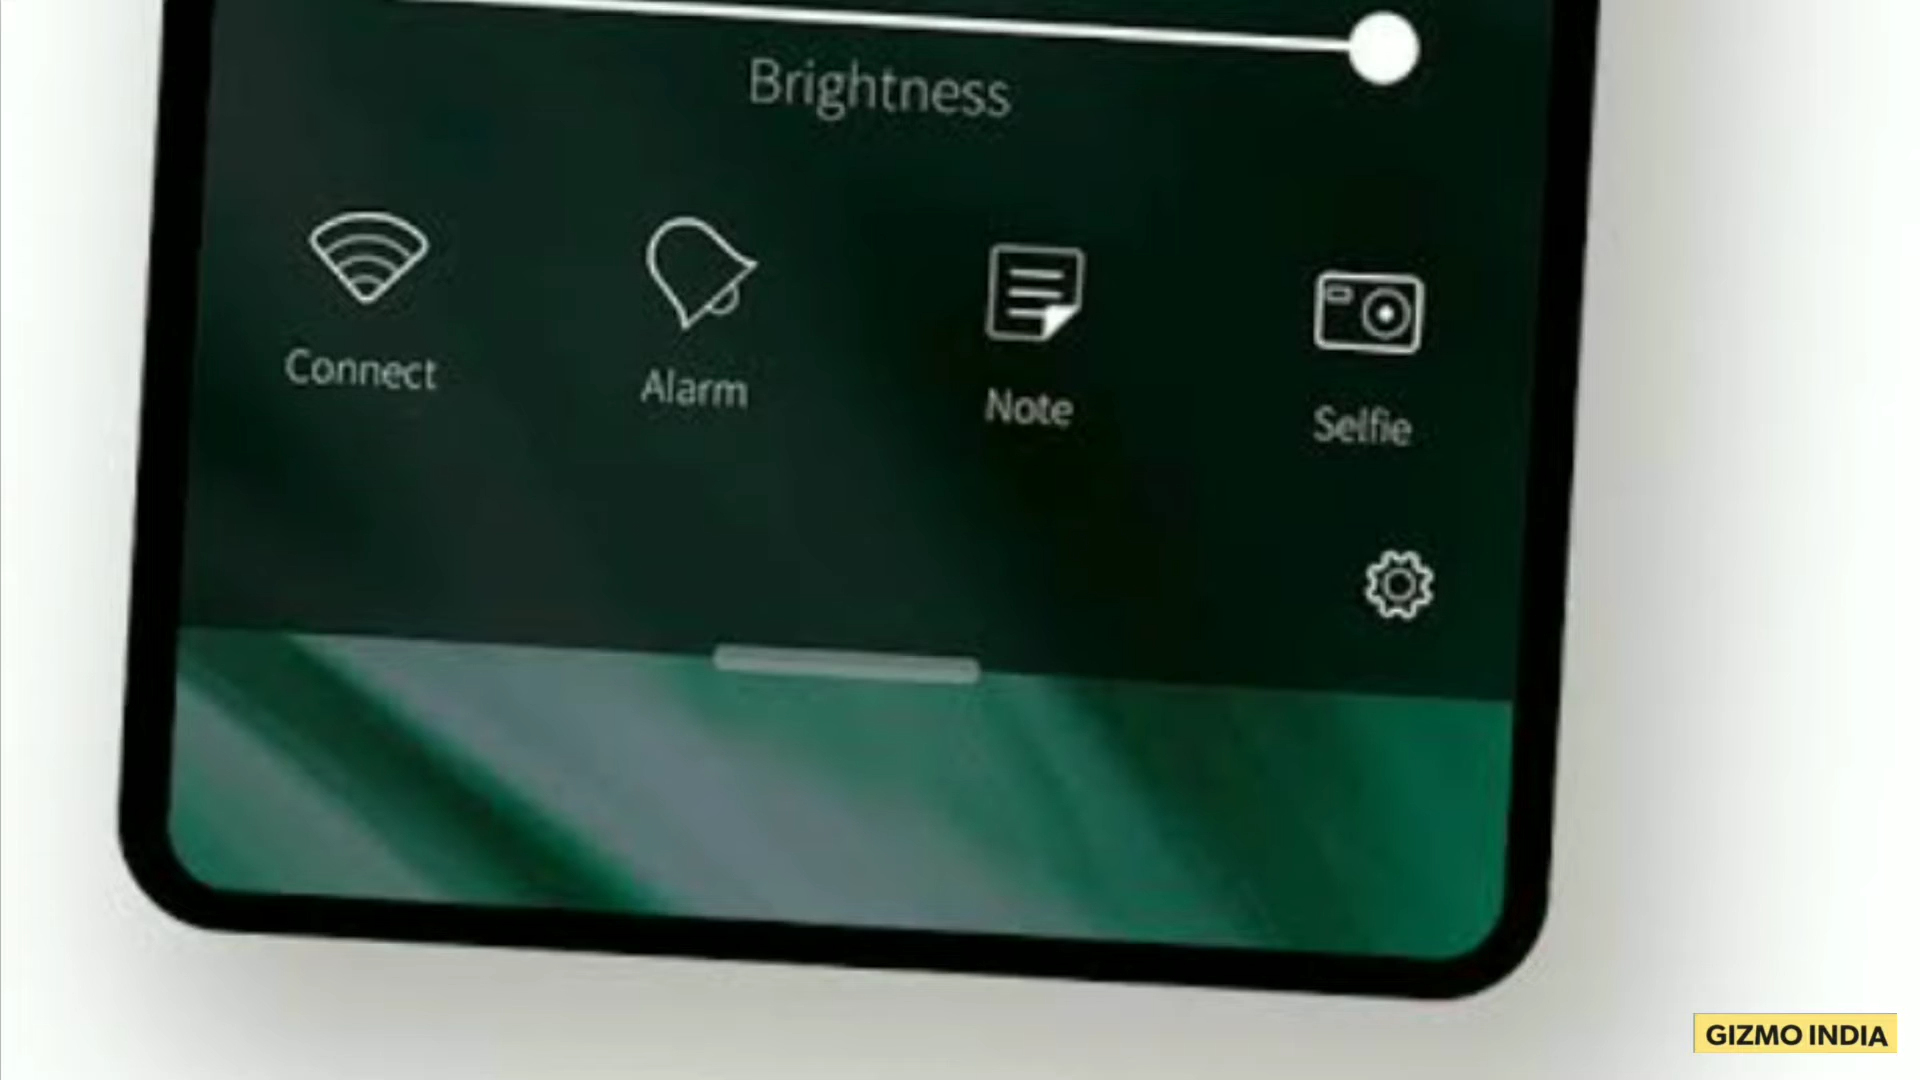 Brightness
Connect
Alarm
Note
Selfie
GIZMO INDIA